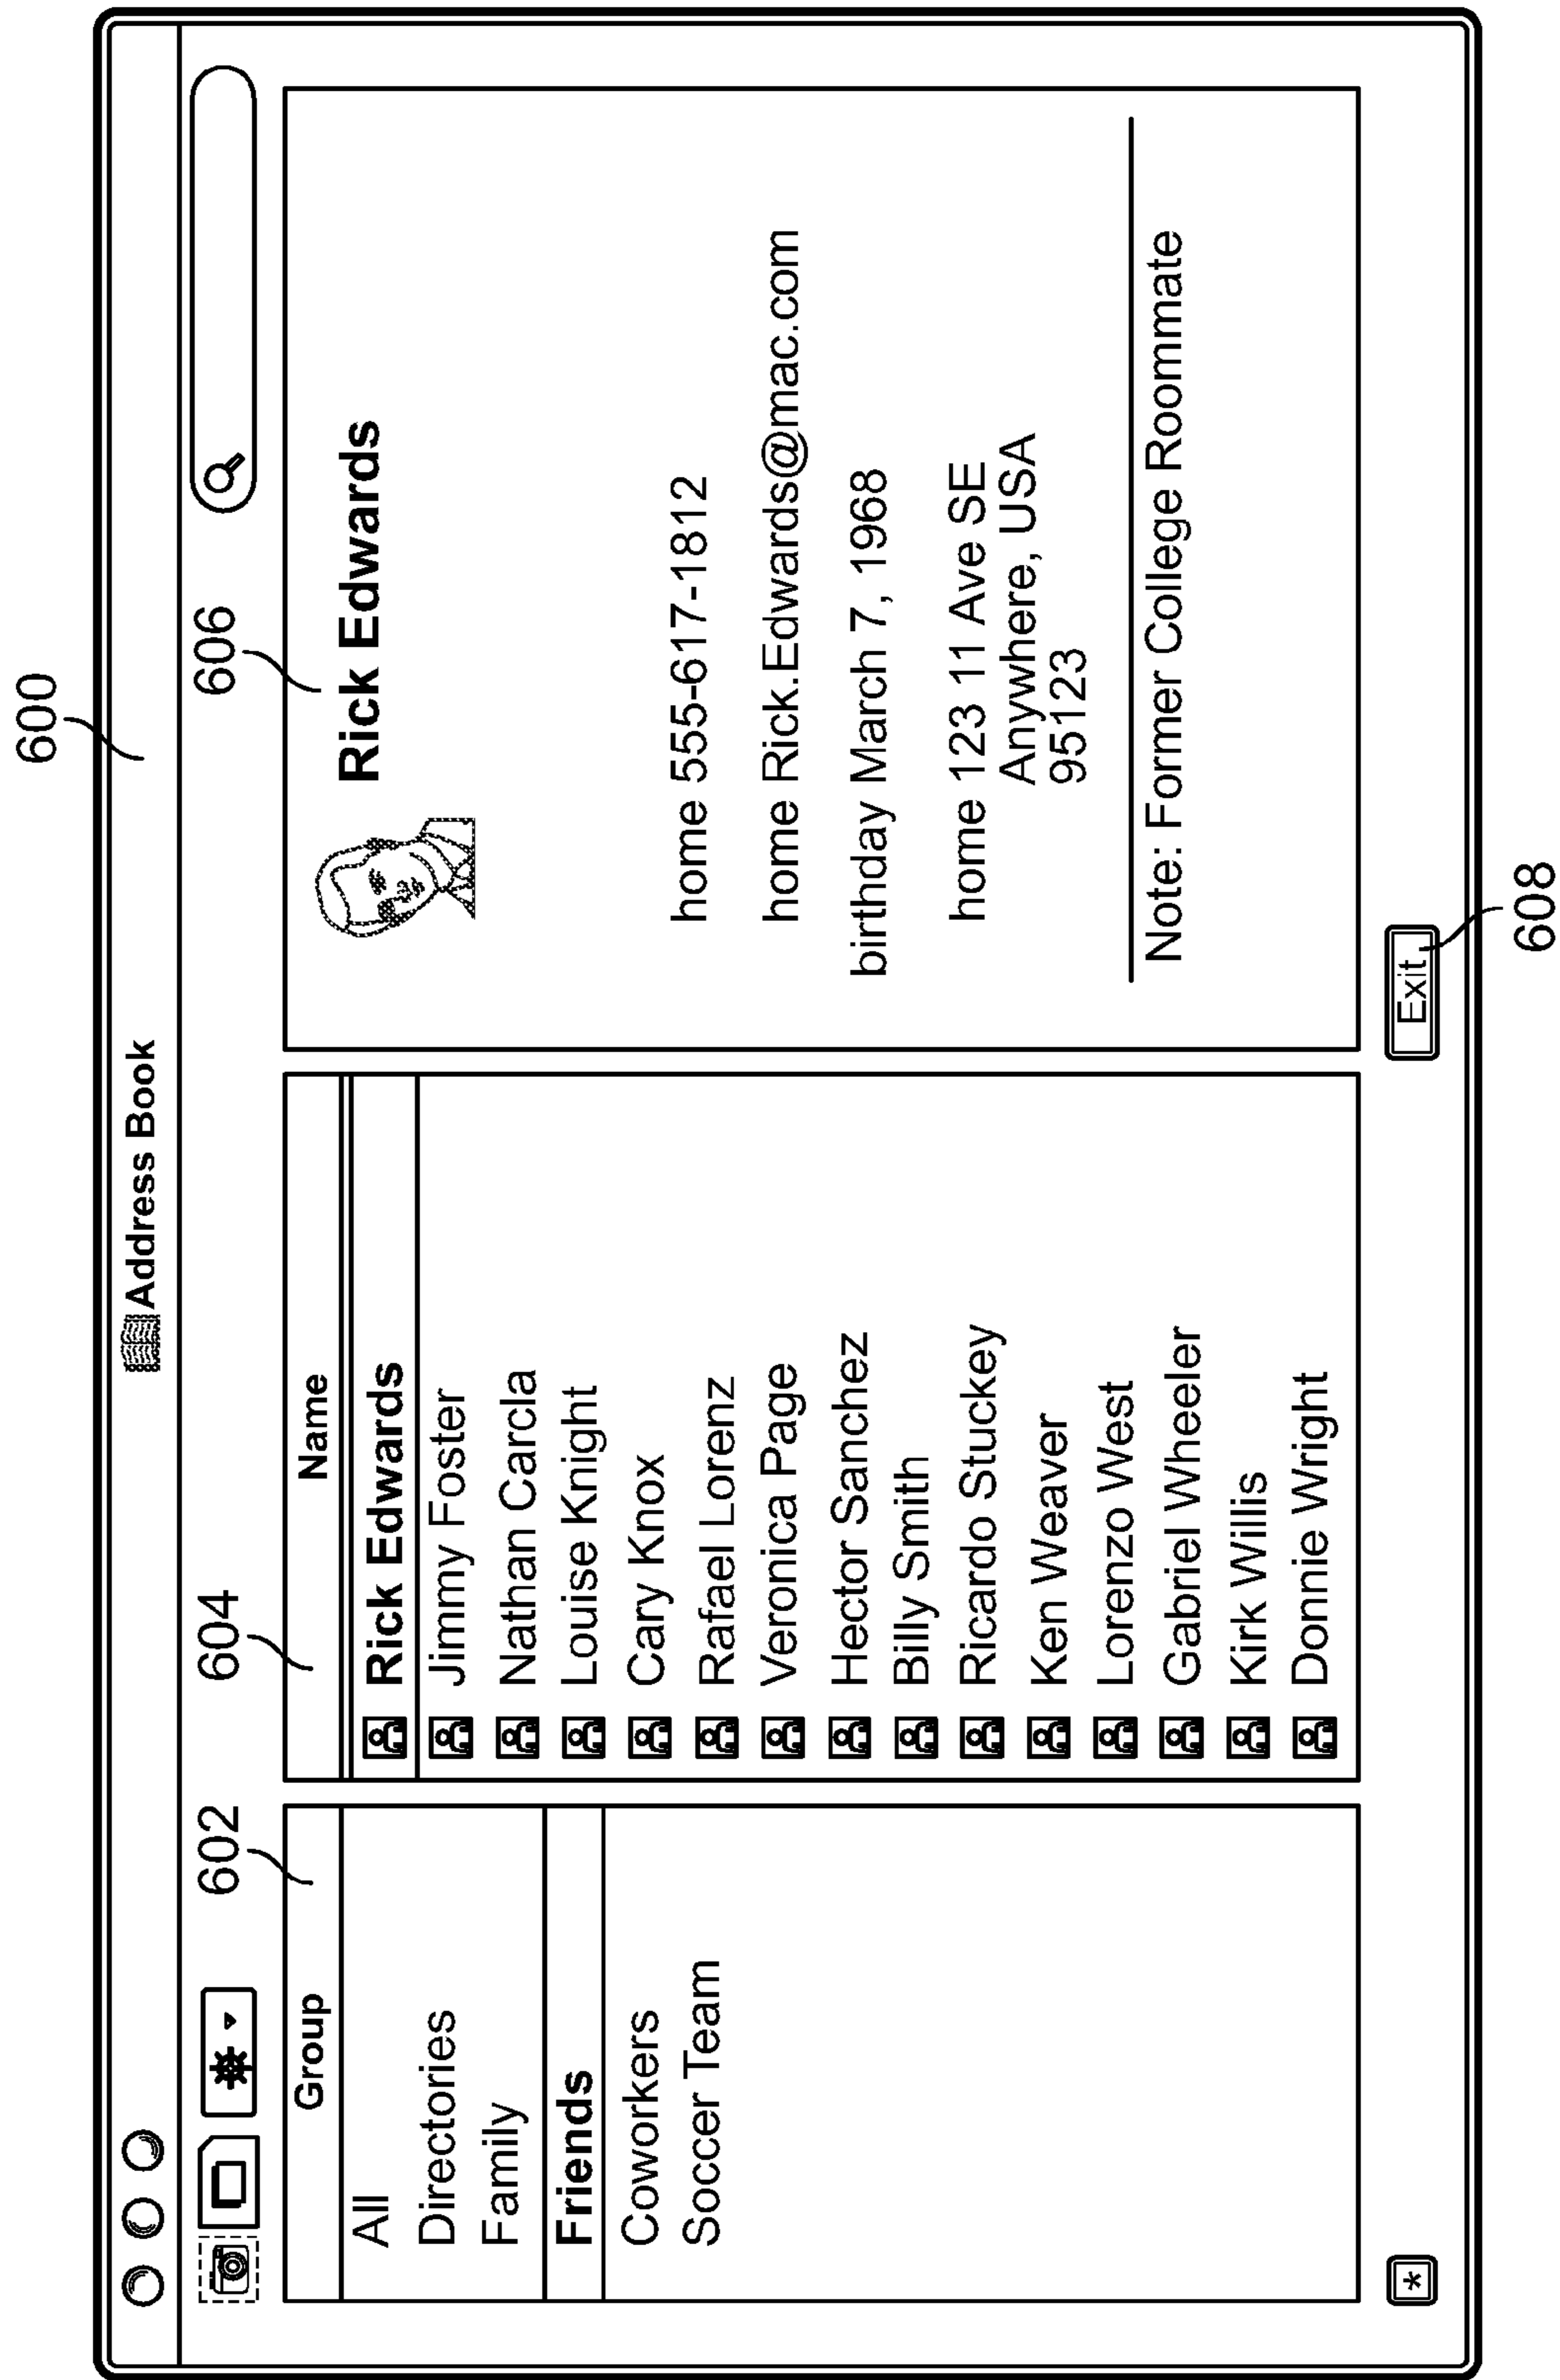 600
Address Book
602
604
606
Group
All
Directories
Family
Friends
Coworkers
Soccer Team
Name
Rick Edwards
Jimmy Foster
Nathan Carcla
Louise Knight
Cary Knox
Rafael Lorenz
Veronica Page
Hector Sanchez
Billy Smith
Ricardo Stuckey
Ken Weaver
Lorenzo West
Gabriel Wheeler
Kirk Willis
Donnie Wright
Rick Edwards
home 555-617-1812
home Rick.Edwards@mac.com
birthday March 7, 1968
home 123 11 Ave SE
Anywhere, USA
95123
Note: Former College Roommate
*
Exit
608